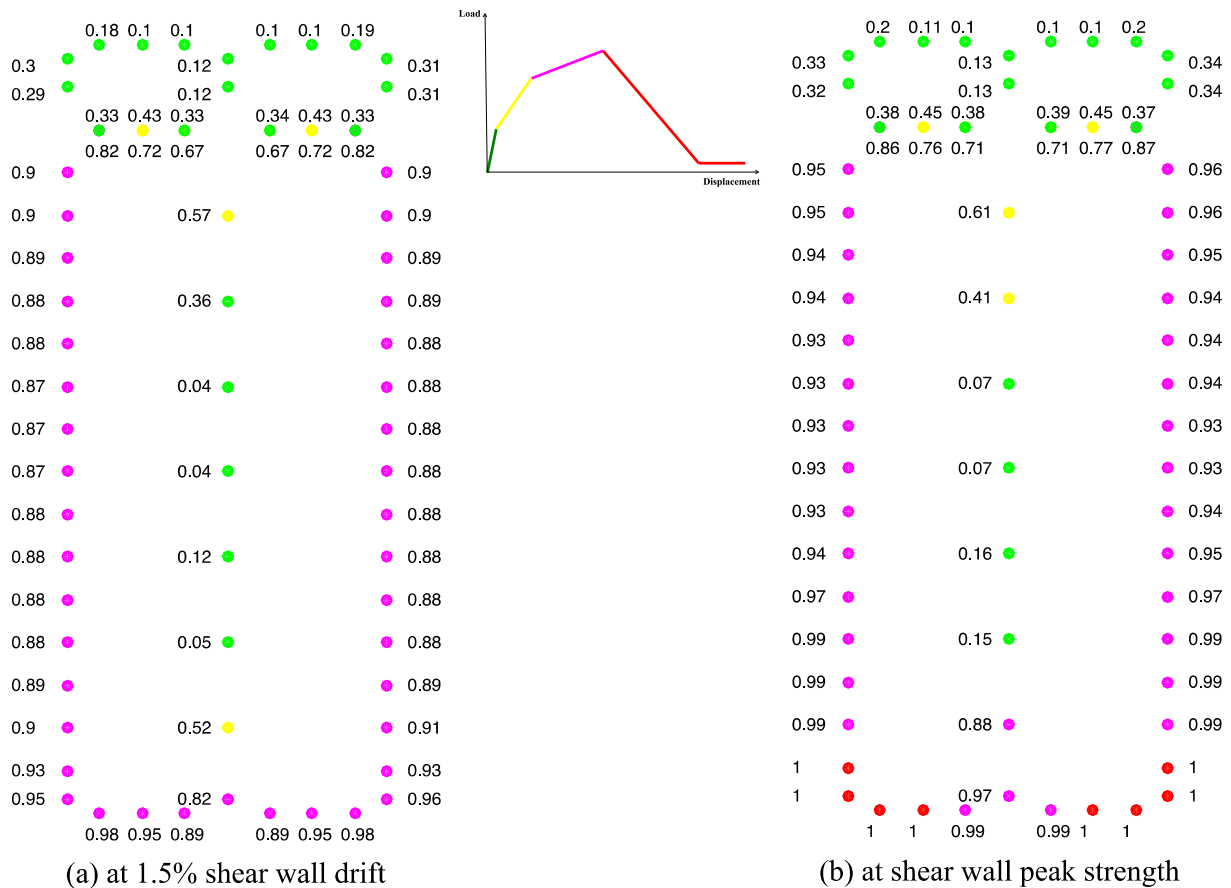 0.18 0.1 0.1 0.1 0.1 0.19
0.3 0.12 0.31
0.29 0.12 0.31
0.33 0.43 0.33 0.34 0.43 0.33
0.82 0.72 0.67 0.67 0.72 0.82
0.9 0.9
0.9 0.57 0.9
0.89 0.89
0.88 0.36 0.89
0.88 0.88
0.87 0.04 0.88
0.87 0.88
0.87 0.04 0.88
0.88 0.88
0.88 0.12 0.88
0.88 0.88
0.88 0.05 0.88
0.89 0.89
0.9 0.52 0.91
0.93 0.93
0.95 0.82 0.96
0.98 0.95 0.89 0.89 0.95 0.98
(a) at 1.5% shear wall drift
Load
Displacement
0.2 0.11 0.1 0.1 0.1 0.2
0.33 0.13 0.34
0.32 0.13 0.34
0.38 0.45 0.38 0.39 0.45 0.37
0.86 0.76 0.71 0.71 0.77 0.87
0.95 0.96
0.95 0.61 0.96
0.94 0.95
0.94 0.41 0.94
0.93 0.94
0.93 0.07 0.94
0.93 0.93
0.93 0.07 0.93
0.93 0.94
0.94 0.16 0.95
0.97 0.97
0.99 0.15 0.99
0.99 0.99
0.99 0.88 0.99
1 1
1 0.97 1
1 1 0.99 0.99 1 1
(b) at shear wall peak strength